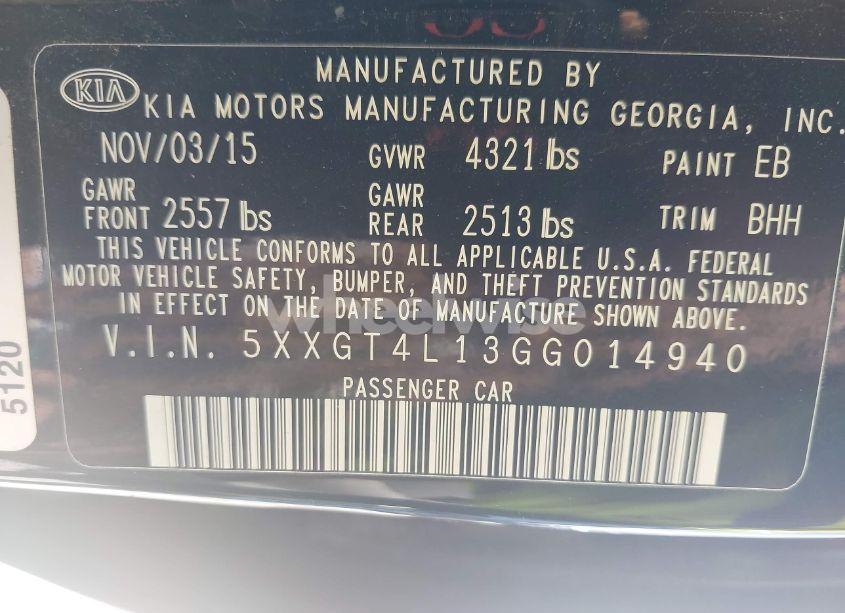 MANUFACTURED BY
KIA KIA MOTORS MANUFACTURING GEORGIA, INC.
NOV/03/15 GVWR 4321 lbs PAINT EB
GAWR FRONT 2557 lbs GAWR REAR 2513 lbs TRIM BHH
THIS VEHICLE CONFORMS TO ALL APPLICABLE U.S.A. FEDERAL
MOTOR VEHICLE SAFETY, BUMPER, AND THEFT PREVENTION STANDARDS
IN EFFECT ON THE DATE OF MANUFACTURE SHOWN ABOVE.
wheelwise
V.I.N. 5XXGT4L13GG014940
PASSENGER CAR
5120